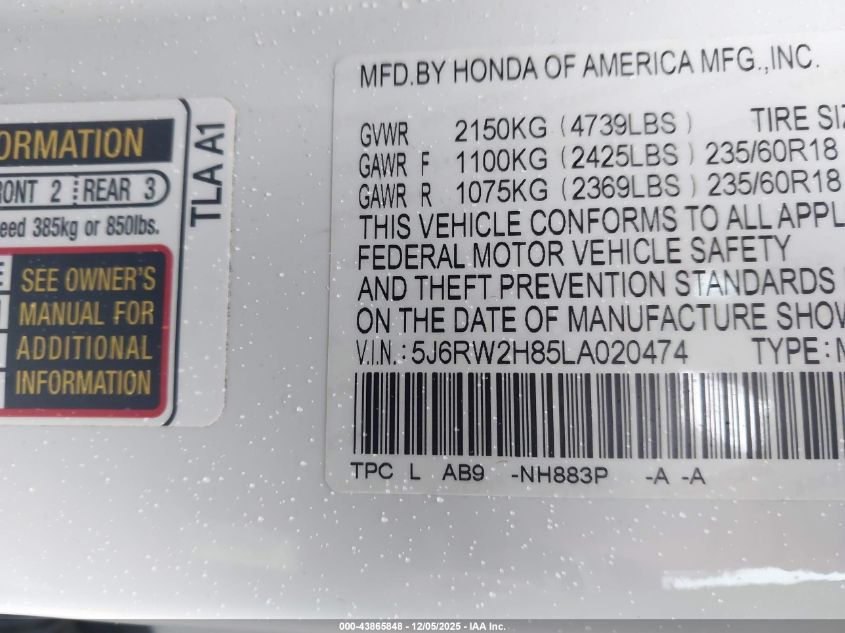 ORMATION
RONT 2 REAR 3
eed 385kg or 850lbs.
SEE OWNER'S
MANUAL FOR
ADDITIONAL
INFORMATION
TLA A1
MFD.BY HONDA OF AMERICA MFG.,INC.
GVWR 2150KG (4739LBS) TIRE SIZ
GAWR F 1100KG (2425LBS) 235/60R18
GAWR R 1075KG (2369LBS) 235/60R18
THIS VEHICLE CONFORMS TO ALL APPL
FEDERAL MOTOR VEHICLE SAFETY
AND THEFT PREVENTION STANDARDS
ON THE DATE OF MANUFACTURE SHOW
V.I.N.: 5J6RW2H85LA020474 TYPE:M
TPC L AB9 -NH883P -A -A
000-43865848 - 12/05/2025 - IAA Inc.